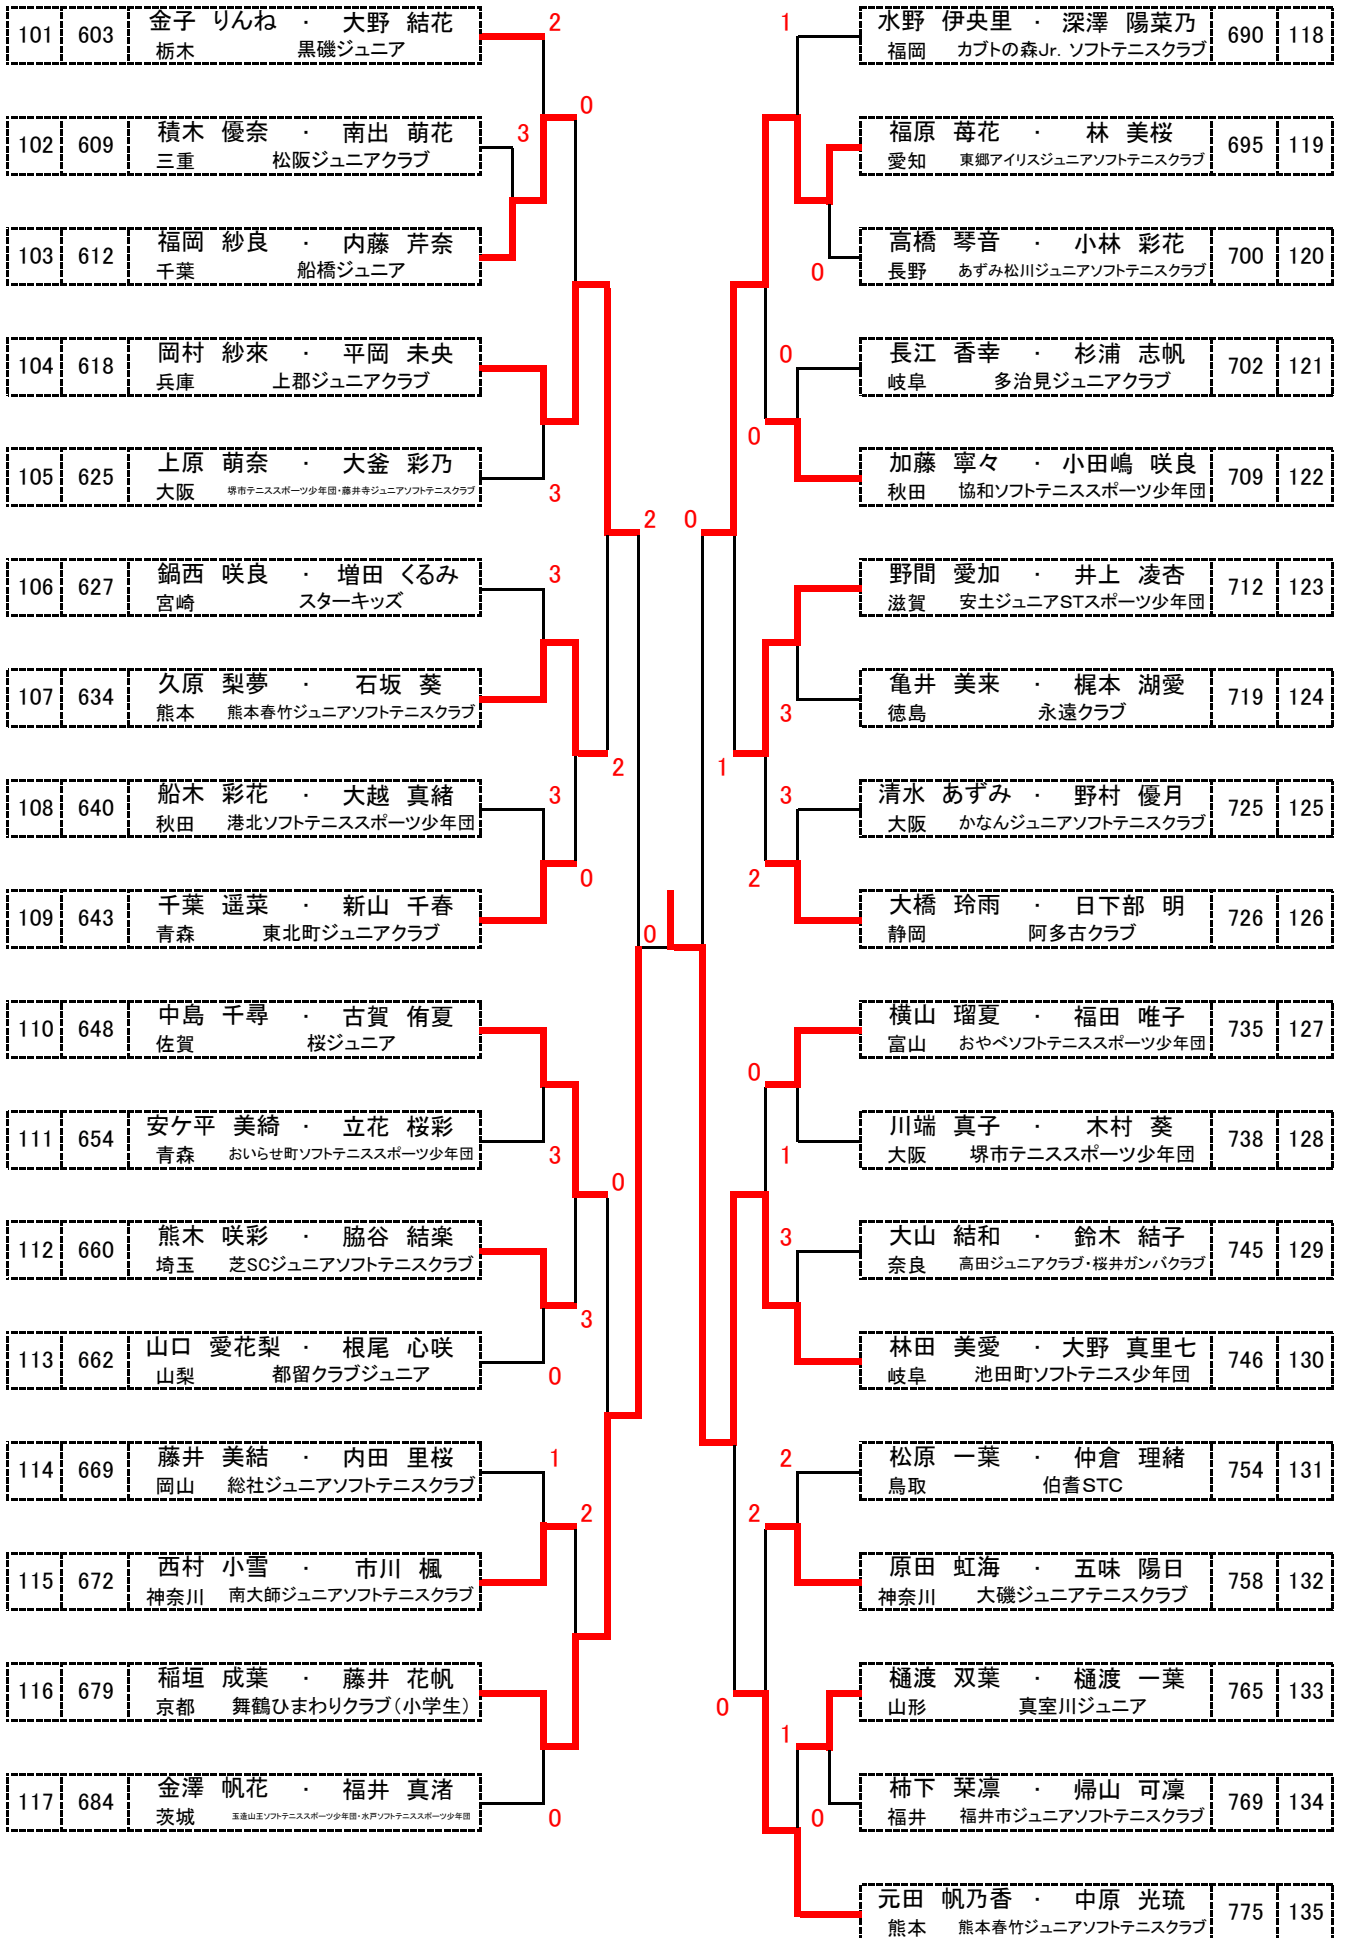 101 603 金子 りんね ・ 大野 結花
栃木 黒磯ジュニア
2
0
102 609 積木 優奈 ・ 南出 萌花
三重 松阪ジュニアクラブ
3
103 612 福岡 紗良 ・ 内藤 芹奈
千葉 船橋ジュニア
104 618 岡村 紗來 ・ 平岡 未央
兵庫 上郡ジュニアクラブ
105 625 上原 萌奈 ・ 大釜 彩乃
大阪 堺市テニススポーツ少年団・藤井寺ジュニアソフトテニスクラブ
3
2
106 627 鍋西 咲良 ・ 増田 くるみ
宮崎 スターキッズ
3
107 634 久原 梨夢 ・ 石坂 葵
熊本 熊本春竹ジュニアソフトテニスクラブ
2
108 640 船木 彩花 ・ 大越 真緒
秋田 港北ソフトテニススポーツ少年団
3
0
109 643 千葉 遥菜 ・ 新山 千春
青森 東北町ジュニアクラブ
0
110 648 中島 千尋 ・ 古賀 侑夏
佐賀 桜ジュニア
111 654 安ケ平 美綺 ・ 立花 桜彩
青森 おいらせ町ソフトテニススポーツ少年団
3
0
112 660 熊木 咲彩 ・ 脇谷 結楽
埼玉 芝SCジュニアソフトテニスクラブ
3
113 662 山口 愛花梨 ・ 根尾 心咲
山梨 都留クラブジュニア
0
114 669 藤井 美結 ・ 内田 里桜
岡山 総社ジュニアソフトテニスクラブ
1
2
115 672 西村 小雪 ・ 市川 楓
神奈川 南大師ジュニアソフトテニスクラブ
116 679 稲垣 成葉 ・ 藤井 花帆
京都 舞鶴ひまわりクラブ(小学生)
117 684 金澤 帆花 ・ 福井 真渚
茨城 玉造山王ソフトテニススポーツ少年団・水戸ソフトテニススポーツ少年団
0
1
水野 伊央里 ・ 深澤 陽菜乃 690 118
福岡 カブトの森Jr. ソフトテニスクラブ
福原 苺花 ・ 林 美桜 695 119
愛知 東郷アイリスジュニアソフトテニスクラブ
高橋 琴音 ・ 小林 彩花 700 120
長野 あずみ松川ジュニアソフトテニスクラブ
0
0
長江 香幸 ・ 杉浦 志帆 702 121
岐阜 多治見ジュニアクラブ
0
加藤 寧々 ・ 小田嶋 咲良 709 122
秋田 協和ソフトテニススポーツ少年団
0
野間 愛加 ・ 井上 凌杏 712 123
滋賀 安土ジュニアSTスポーツ少年団
亀井 美来 ・ 梶本 湖愛 719 124
徳島 永遠クラブ
3
1
清水 あずみ ・ 野村 優月 725 125
大阪 かなんジュニアソフトテニスクラブ
3
2
大橋 玲雨 ・ 日下部 明 726 126
静岡 阿多古クラブ
横山 瑠夏 ・ 福田 唯子 735 127
富山 おやべソフトテニススポーツ少年団
0
川端 真子 ・ 木村 葵 738 128
大阪 堺市テニススポーツ少年団
1
大山 結和 ・ 鈴木 結子 745 129
奈良 高田ジュニアクラブ・桜井ガンバクラブ
3
林田 美愛 ・ 大野 真里七 746 130
岐阜 池田町ソフトテニス少年団
松原 一葉 ・ 仲倉 理緒 754 131
鳥取 伯耆STC
2
2
原田 虹海 ・ 五味 陽日 758 132
神奈川 大磯ジュニアテニスクラブ
樋渡 双葉 ・ 樋渡 一葉 765 133
山形 真室川ジュニア
0
1
柿下 栞凛 ・ 帰山 可凜 769 134
福井 福井市ジュニアソフトテニスクラブ
0
元田 帆乃香 ・ 中原 光琉 775 135
熊本 熊本春竹ジュニアソフトテニスクラブ